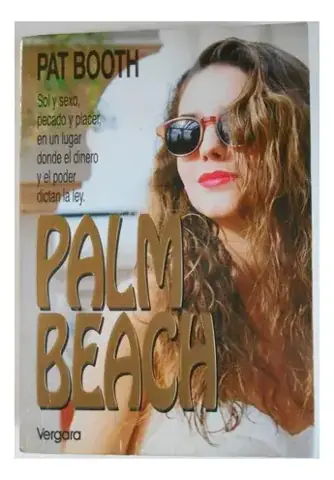 PAT BOOTH
Sol y sexo,
pecado y placer,
en un lugar
donde el dinero
y el poder
dictan la ley.
PALM
BEACH
Vergara